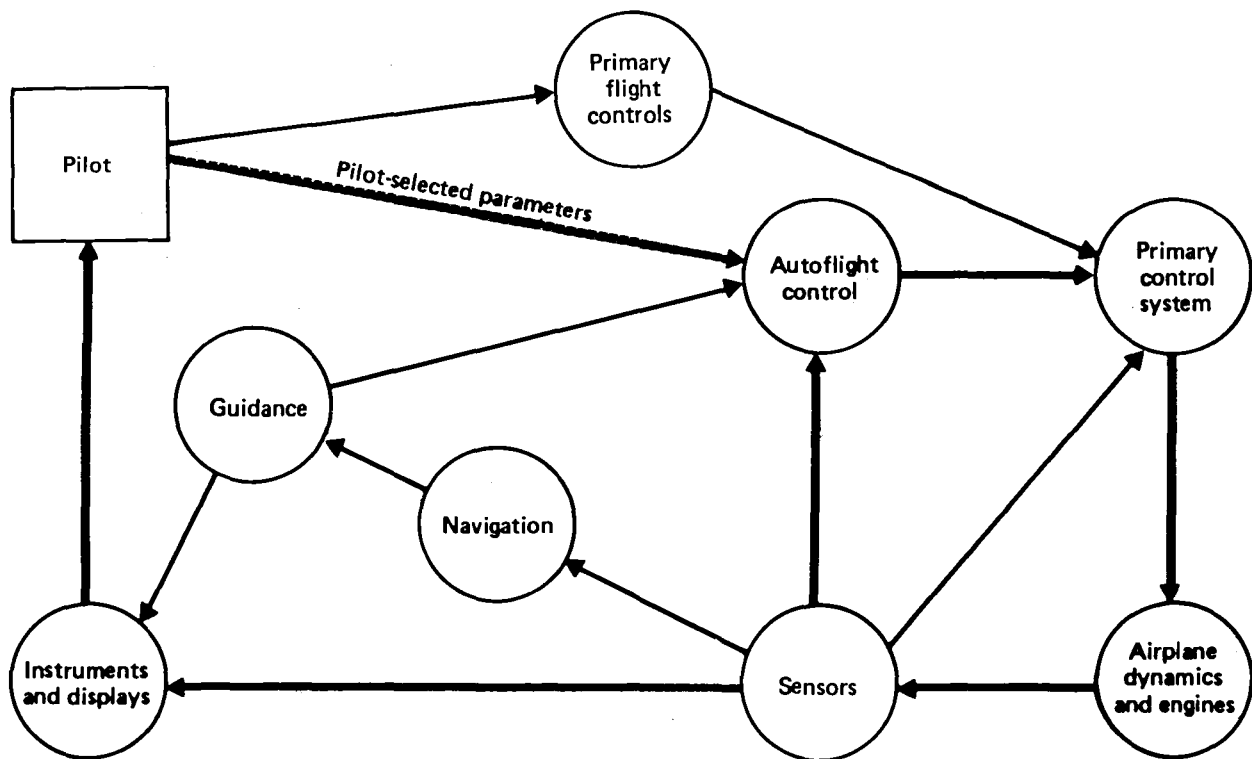 Primary
flight
controls
Pilot
Pilot-selected parameters
Autoflight
control
Primary
control
system
Guidance
Navigation
Instruments
and displays
Sensors
Airplane
dynamics
and engines